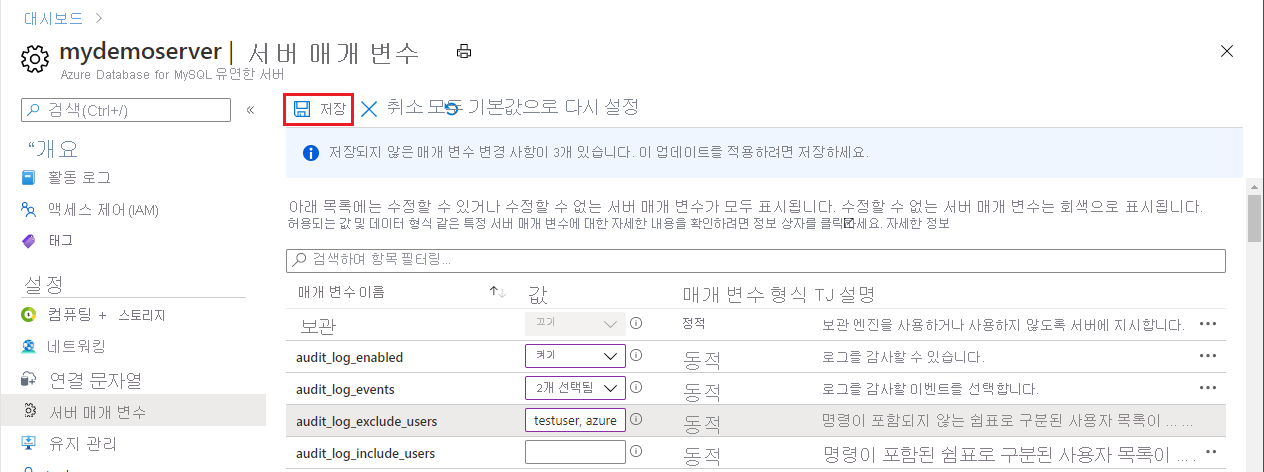 대시보드 >
mydemoserver | 서버 매개 변수
Azure Database for MySQL 유연한 서버
검색(Ctrl+/) «
저장 취소 모두 기본값으로 다시 설정
저장되지 않은 매개 변수 변경 사항이 3개 있습니다. 이 업데이트를 적용하려면 저장하세요.
“개요
활동 로그
액세스 제어(IAM)
태그
설정
컴퓨팅 + 스토리지
네트워킹
연결 문자열
서버 매개 변수
유지 관리
아래 목록에는 수정할 수 있거나 수정할 수 없는 서버 매개 변수가 모두 표시됩니다. 수정할 수 없는 서버 매개 변수는 회색으로 표시됩니다.
허용되는 값 및 데이터 형식 같은 특정 서버 매개 변수에 대한 자세한 내용을 확인하려면 정보 상자를 클릭하세요. 자세한 정보
검색하여 항목 필터링...
매개 변수 이름 ↑↓ 값 매개 변수 형식 TJ 설명
보관 끄기 정적 보관 엔진을 사용하거나 사용하지 않도록 서버에 지시합니다. ...
audit_log_enabled 켜기 동적 로그를 감사할 수 있습니다. ...
audit_log_events 2개 선택됨 동적 로그를 감사할 이벤트를 선택합니다. ...
audit_log_exclude_users testuser, azure 동적 명령이 포함되지 않는 쉼표로 구분된 사용자 목록이 ... ...
audit_log_include_users 동적 명령이 포함된 쉼표로 구분된 사용자 목록이 ... ..